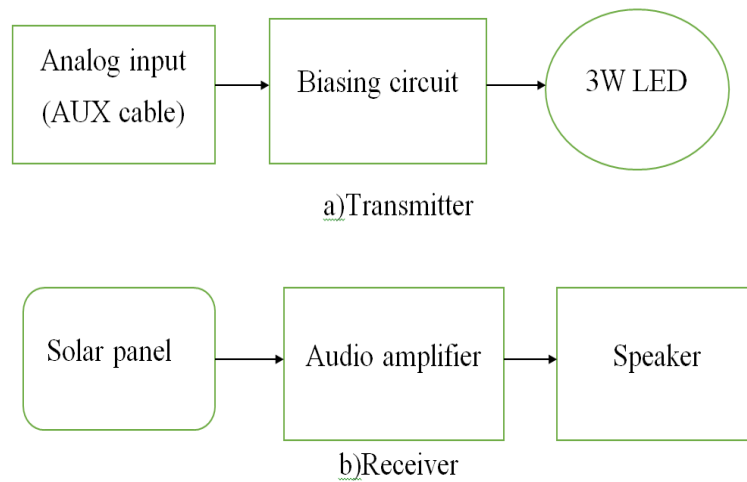 Analog input
(AUX cable)
Biasing circuit
3W LED
a)Transmitter
Solar panel
Audio amplifier
Speaker
b)Receiver